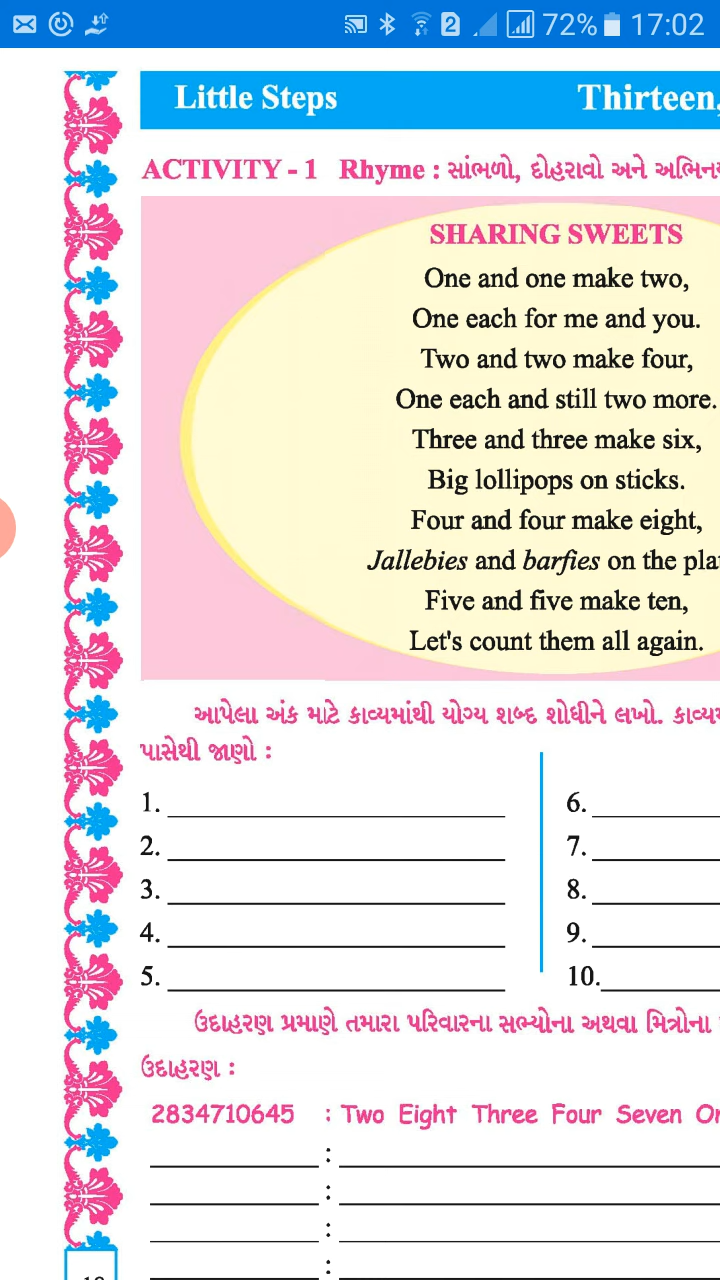 2 72% 17:02
Little Steps Thirteen,
ACTIVITY - 1 Rhyme : સાંભળો, દોહરાવો અને
SHARING SWEETS
One and one make two,
One each for me and you.
Two and two make four,
One each and still two more.
Three and three make six,
Big lollipops on sticks.
Four and four make eight,
Jallebies and barfies on the
Five and five make ten,
Let's count them all again.
આપેલા અંક માટે કાવ્યમાંથી યોગ્ય શબ્દ શોધીને લખો.
પાસેથી જાણો :
1. 6.
2. 7.
3. 8.
4. 9.
5. 10.
ઉદાહરણ પ્રમાણે તમારા પરિવારના સભ્યોના અથવા મિત્રોના
ઉદાહરણ :
2834710645 : Two Eight Three Four Seven
:
:
:
: